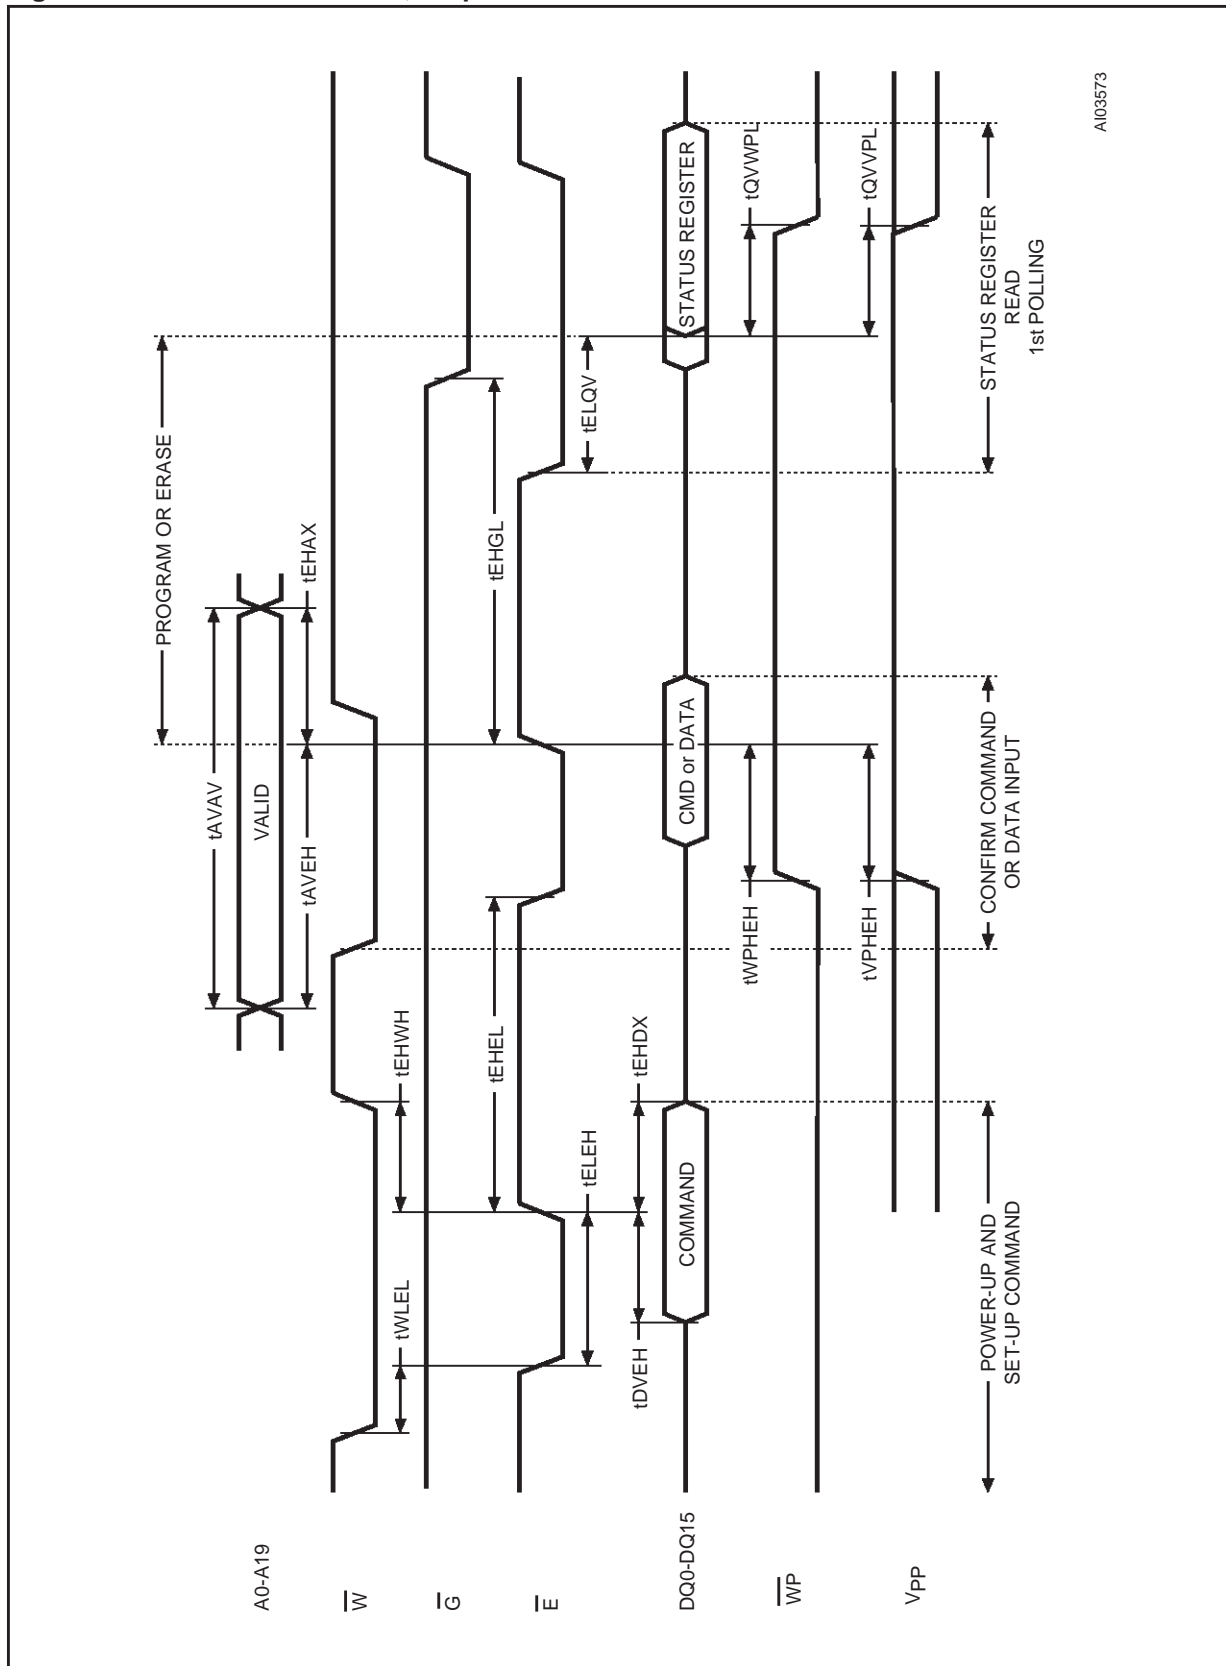 A0-A19
W
G
E
DQ0-DQ15
WP
VPP
tAVAV
VALID
PROGRAM OR ERASE
tAVEH
tEHAX
tWLEL
tEHWH
tEHEL
tEHGL
tELEH
tELQV
tDVEH
tEHDX
COMMAND
CMD or DATA
STATUS REGISTER
tWPHEH
tQVWPL
tVPHEH
tQVVPL
POWER-UP AND
SET-UP COMMAND
CONFIRM COMMAND
OR DATA INPUT
STATUS REGISTER
READ
1st POLLING
AI03573